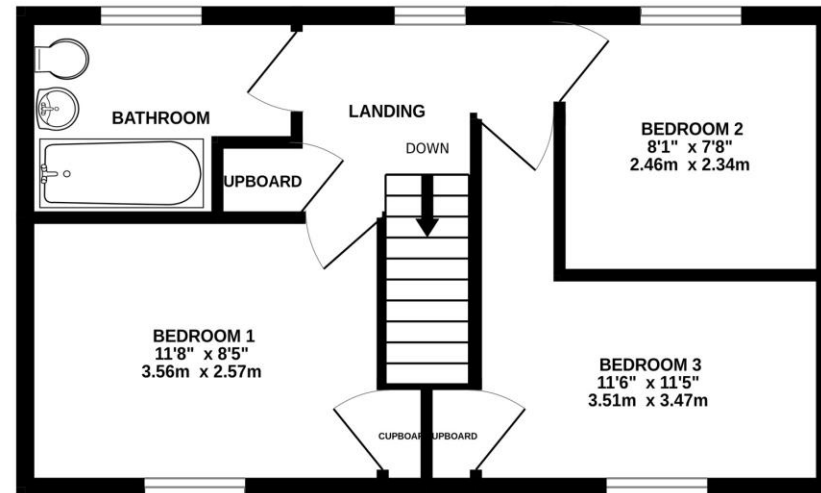 BATHROOM
LANDING
DOWN
UPBOARD
BEDROOM 2
8'1" x 7'8"
2.46m x 2.34m
BEDROOM 1
11'8" x 8'5"
3.56m x 2.57m
BEDROOM 3
11'6" x 11'5"
3.51m x 3.47m
CUPBOAR
UPBOARD